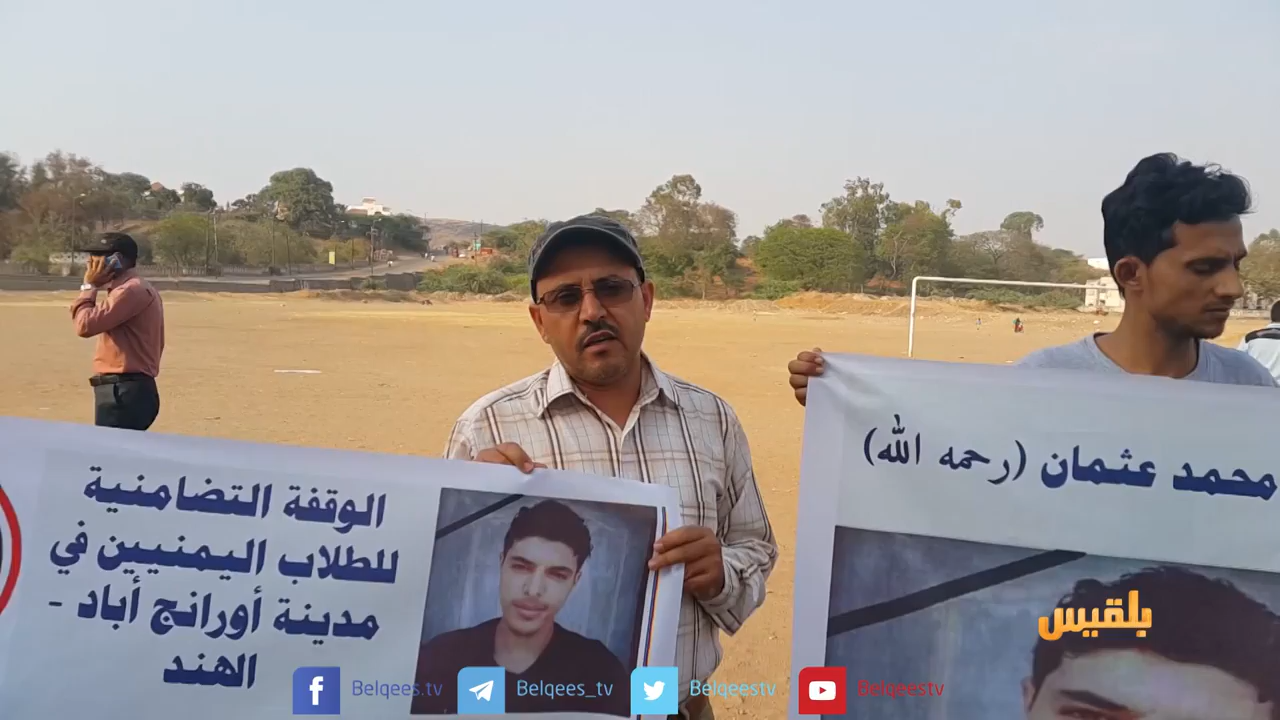 الوقفة التضامنية
للطلاب اليمنيين في
مدينة أورانج أباد -
الهند
محمد عثمان (رحمه الله)
بلقيس
Belqees.tv
Belqees_tv
Belqeestv
Belqeestv